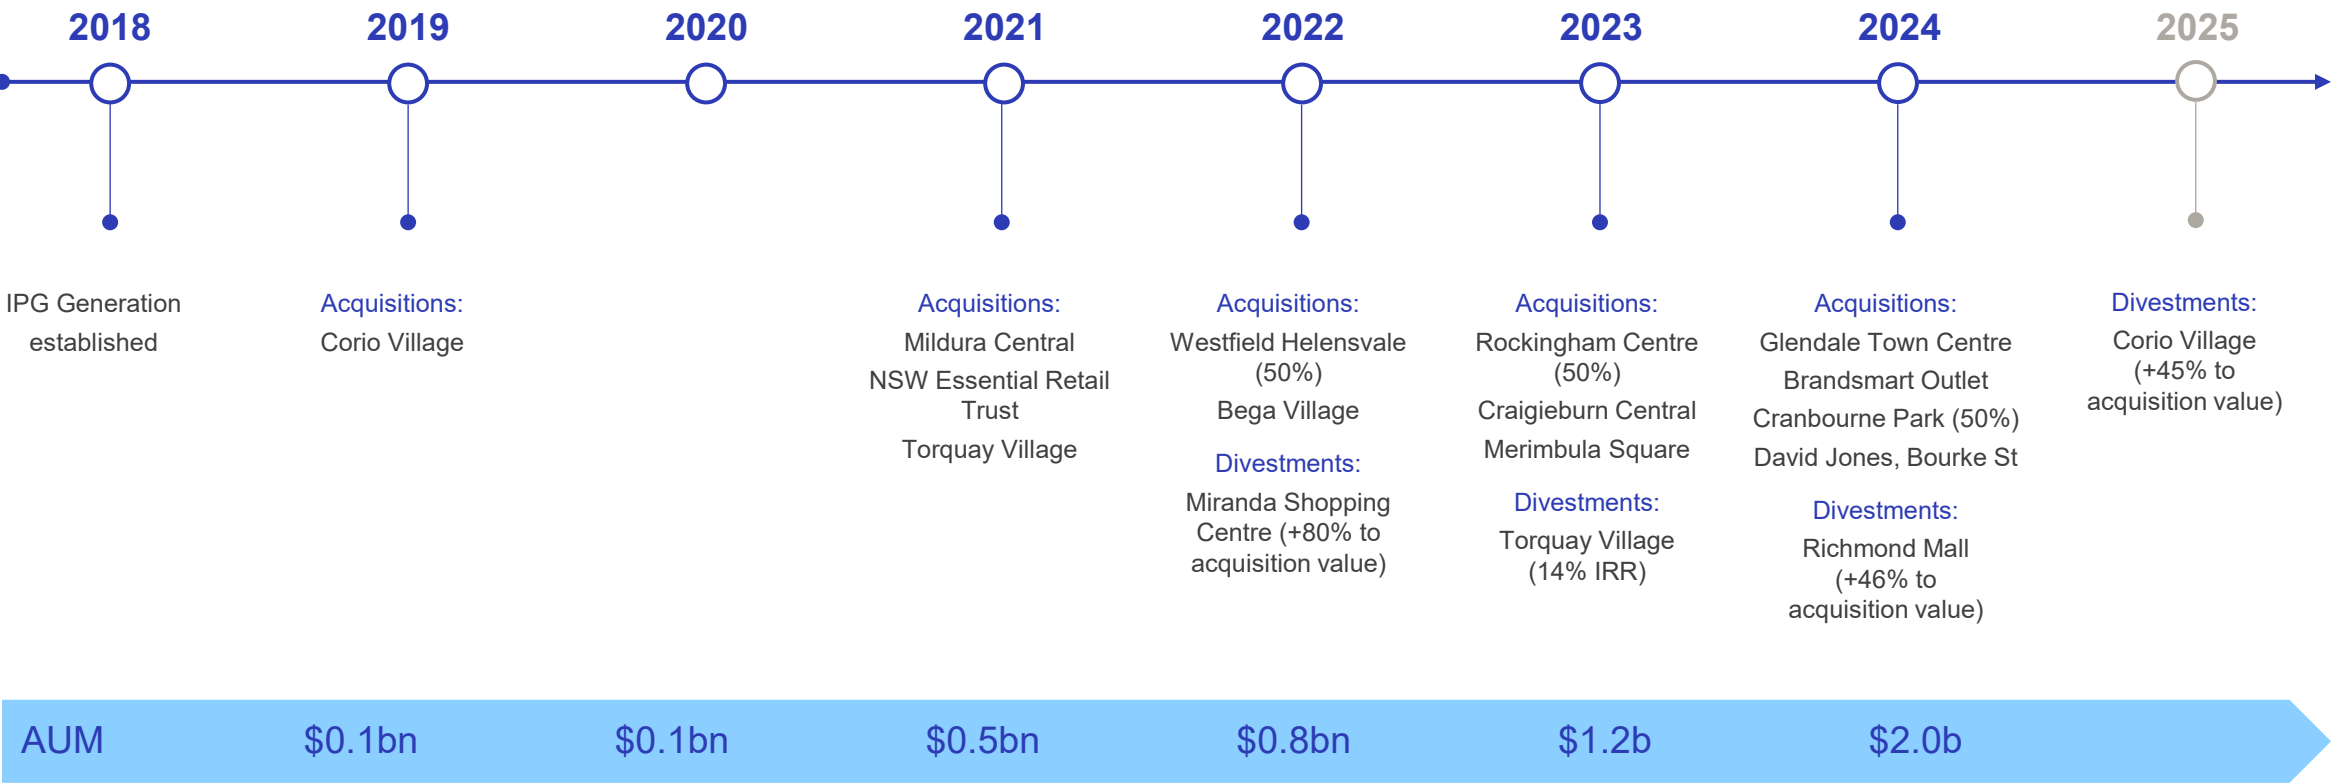 2018
2019
2020
2021
2022
2023
2024
2025
IPG Generation
established
Acquisitions:
Corio Village
Acquisitions:
Mildura Central
NSW Essential Retail
Trust
Torquay Village
Acquisitions:
Westfield Helensvale
(50%)
Bega Village
Divestments:
Miranda Shopping
Centre (+80% to
acquisition value)
Acquisitions:
Rockingham Centre
(50%)
Craigieburn Central
Merimbula Square
Divestments:
Torquay Village
(14% IRR)
Acquisitions:
Glendale Town Centre
Brandsmart Outlet
Cranbourne Park (50%)
David Jones, Bourke St
Divestments:
Richmond Mall
(+46% to
acquisition value)
Divestments:
Corio Village
(+45% to
acquisition value)
AUM
$0.1bn
$0.1bn
$0.5bn
$0.8bn
$1.2b
$2.0b